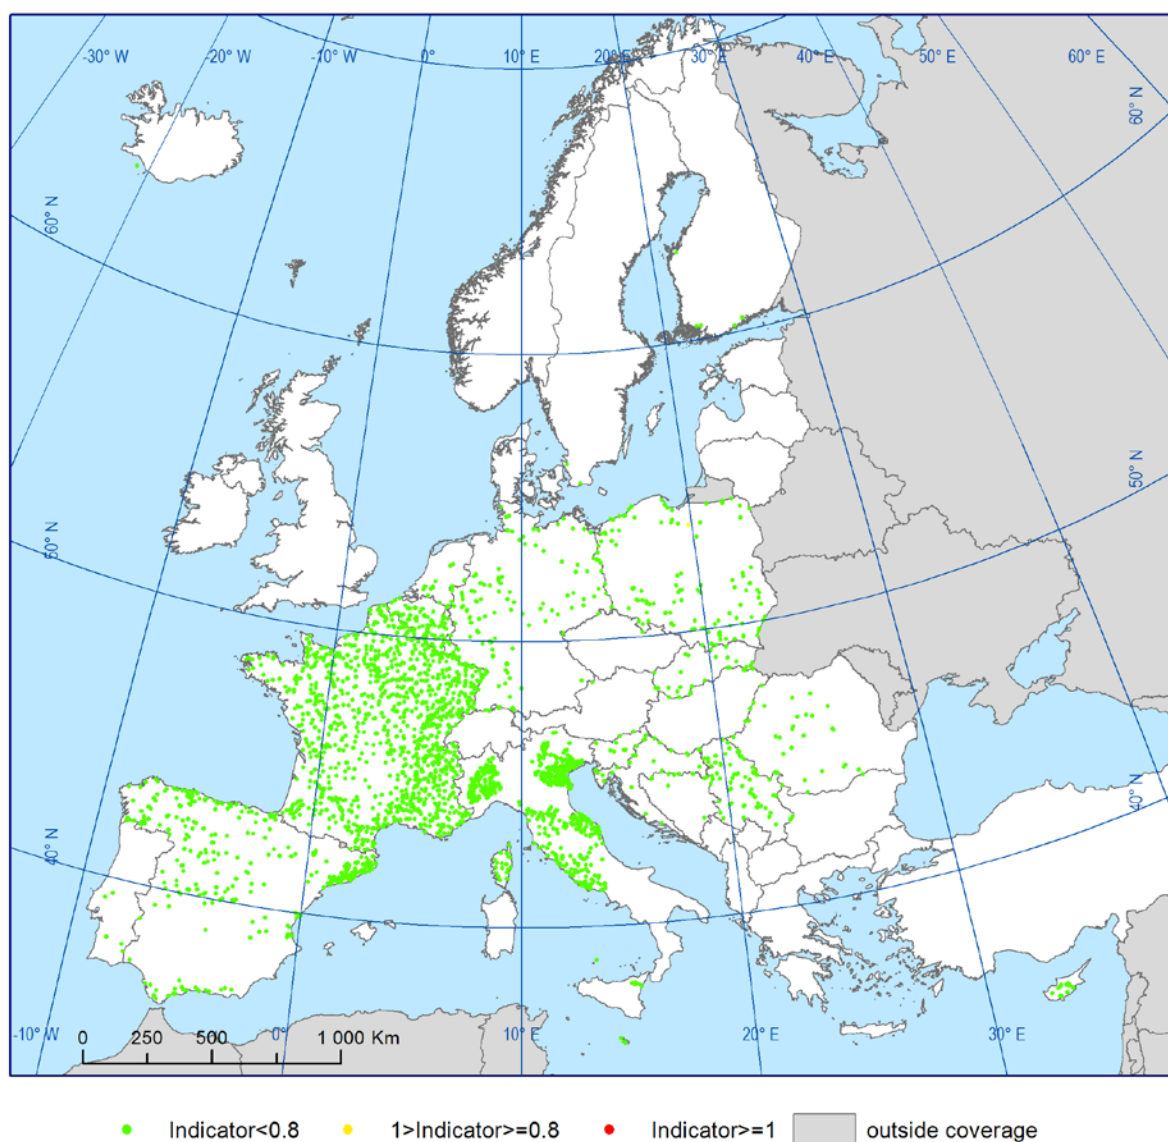 -30° W -20° W -10° W 0° 10° E 20° E 30° E 40° E 50° E 60° E
60° N
60° N
50° N
50° N
40° N
40° N
-10° W 0° 10° E 20° E 30° E
0 250 500 1 000 Km
Indicator<0.8 1>Indicator>=0.8 Indicator>=1 outside coverage